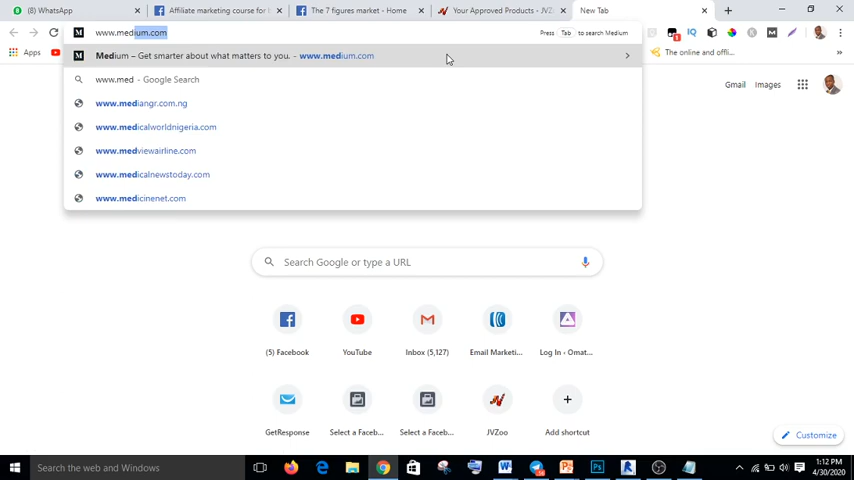 (8) WhatsApp
Affiliate marketing course for
The 7 figures market - Home
Your Approved Products - JVZ
New Tab
www.medium.com
Press Tab to search Medium
Apps
The online and offli...
Medium – Get smarter about what matters to you. - www.medium.com
www.med - Google Search
www.mediangr.com.ng
www.medicalworldnigeria.com
www.medviewairline.com
www.medicalnewstoday.com
www.medicinenet.com
Gmail
Images
Search Google or type a URL
(5) Facebook
YouTube
Inbox (5,127)
Email Marketi...
Log In ‹ Omat...
GetResponse
Select a Faceb...
Select a Faceb...
JVZoo
Add shortcut
Customize
Search the web and Windows
1:12 PM
4/30/2020